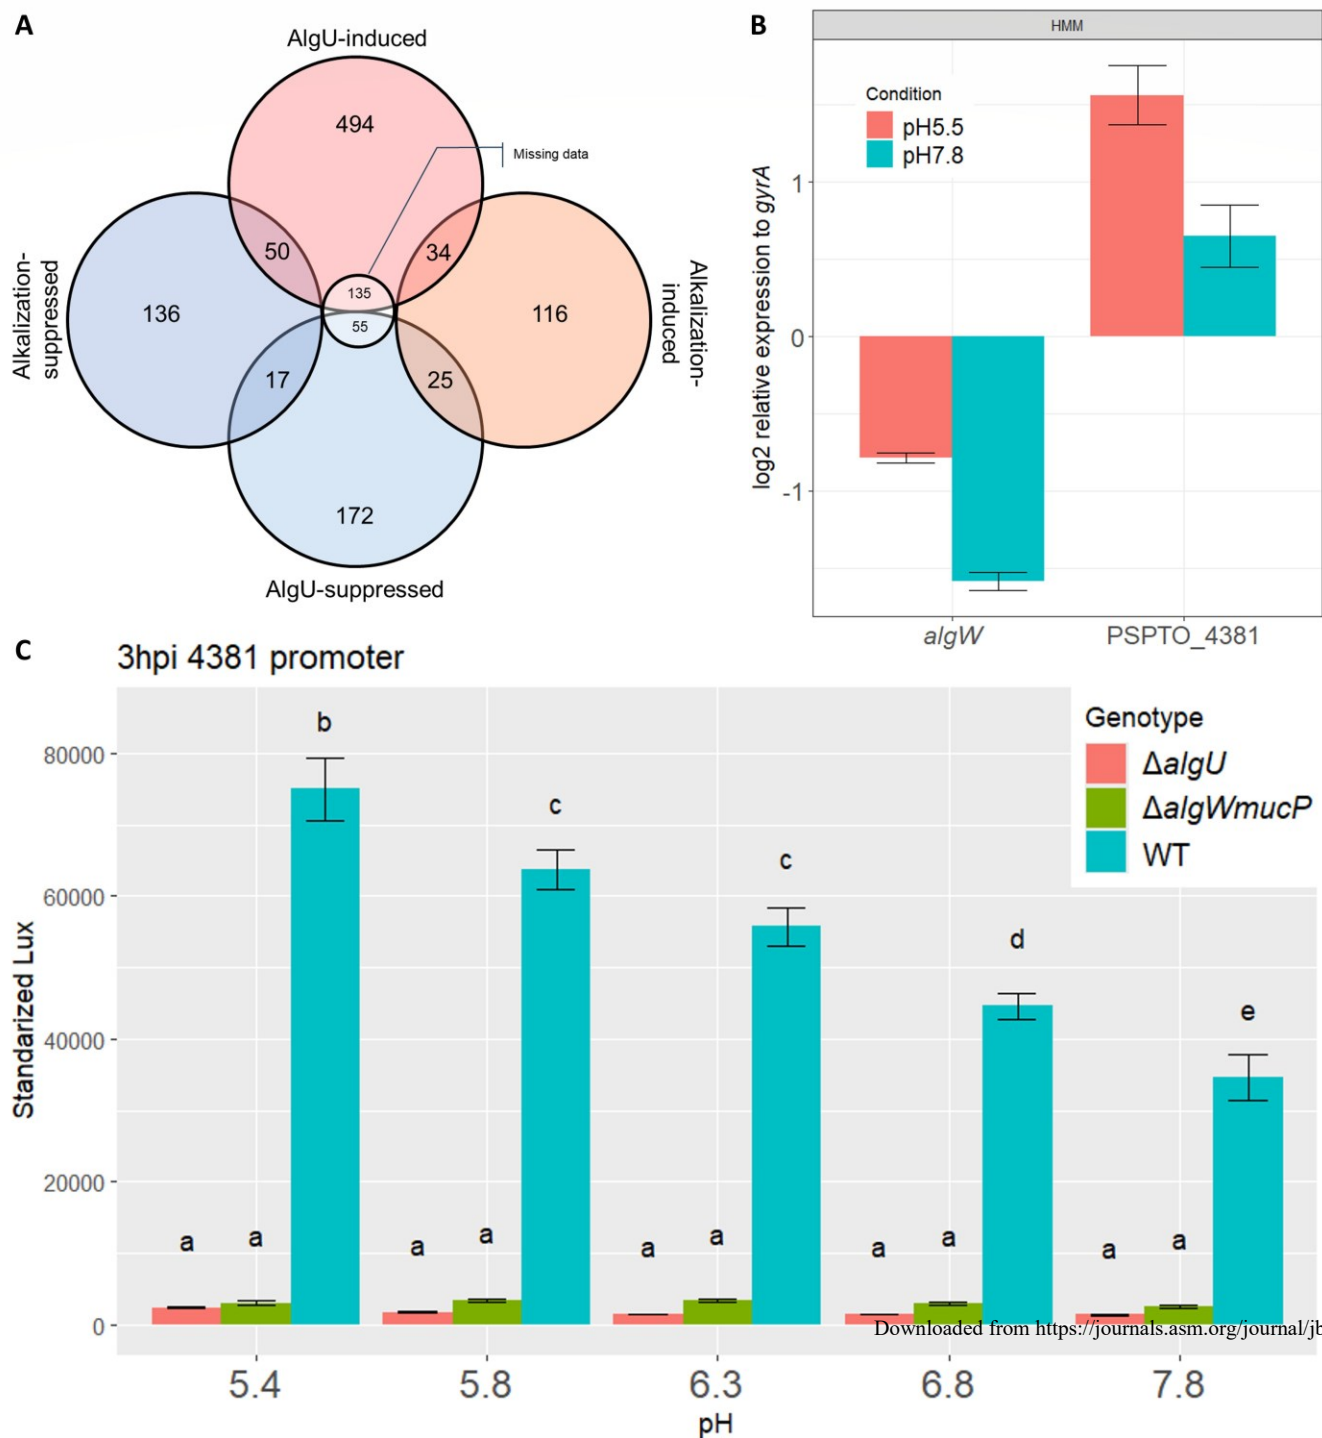 A
AlgU-induced
494
Missing data
50
34
135
55
Alkalization-
suppressed
136
116
Alkalization-
induced
17
25
172
AlgU-suppressed
B
HMM
Condition
pH5.5
pH7.8
log2 relative expression to gyrA
1
0
-1
algW
PSPTO_4381
C
3hpi 4381 promoter
Genotype
ΔalgU
ΔalgWmucP
WT
Standarized Lux
80000
60000
40000
20000
0
b
c
c
d
e
a a a a a a a a a a
5.4 5.8 6.3 6.8 7.8
pH
Downloaded from https://journals.asm.org/journal/jb